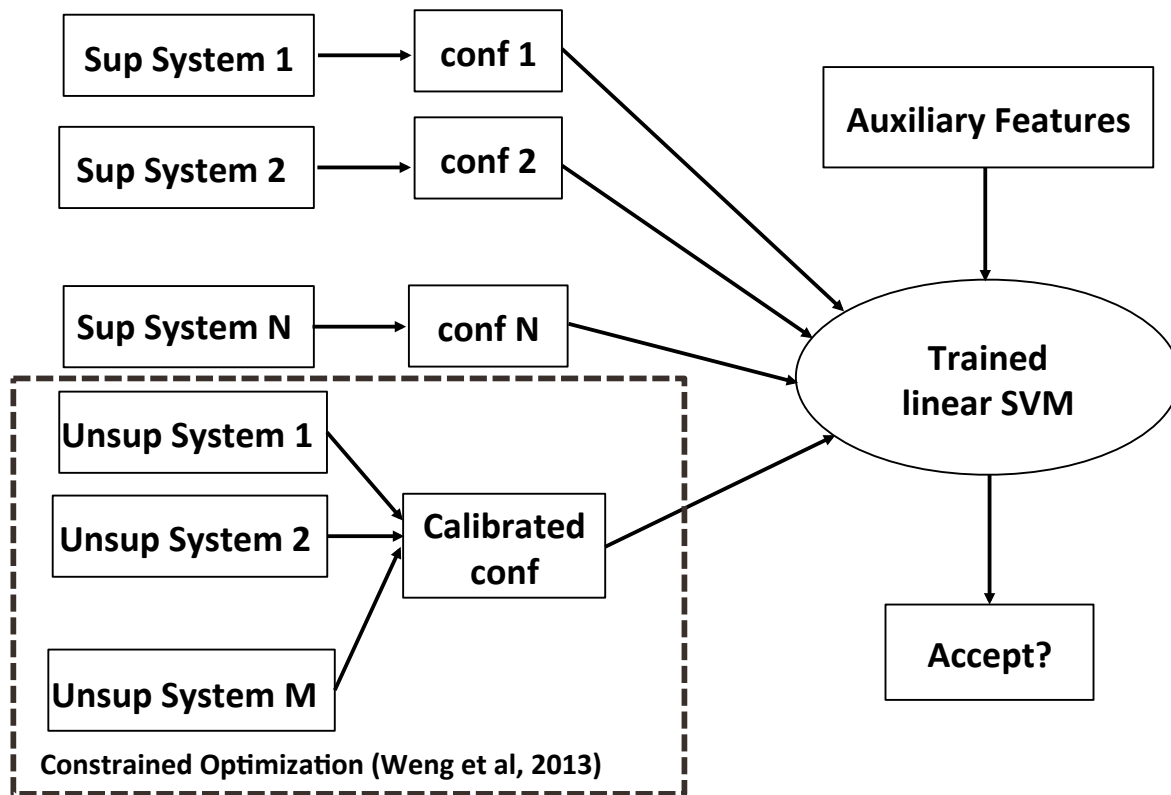 Sup System 1
conf 1
Auxiliary Features
Sup System 2
conf 2
Sup System N
conf N
Trained
linear SVM
Unsup System 1
Unsup System 2
Calibrated
conf
Unsup System M
Accept?
Constrained Optimization (Weng et al, 2013)